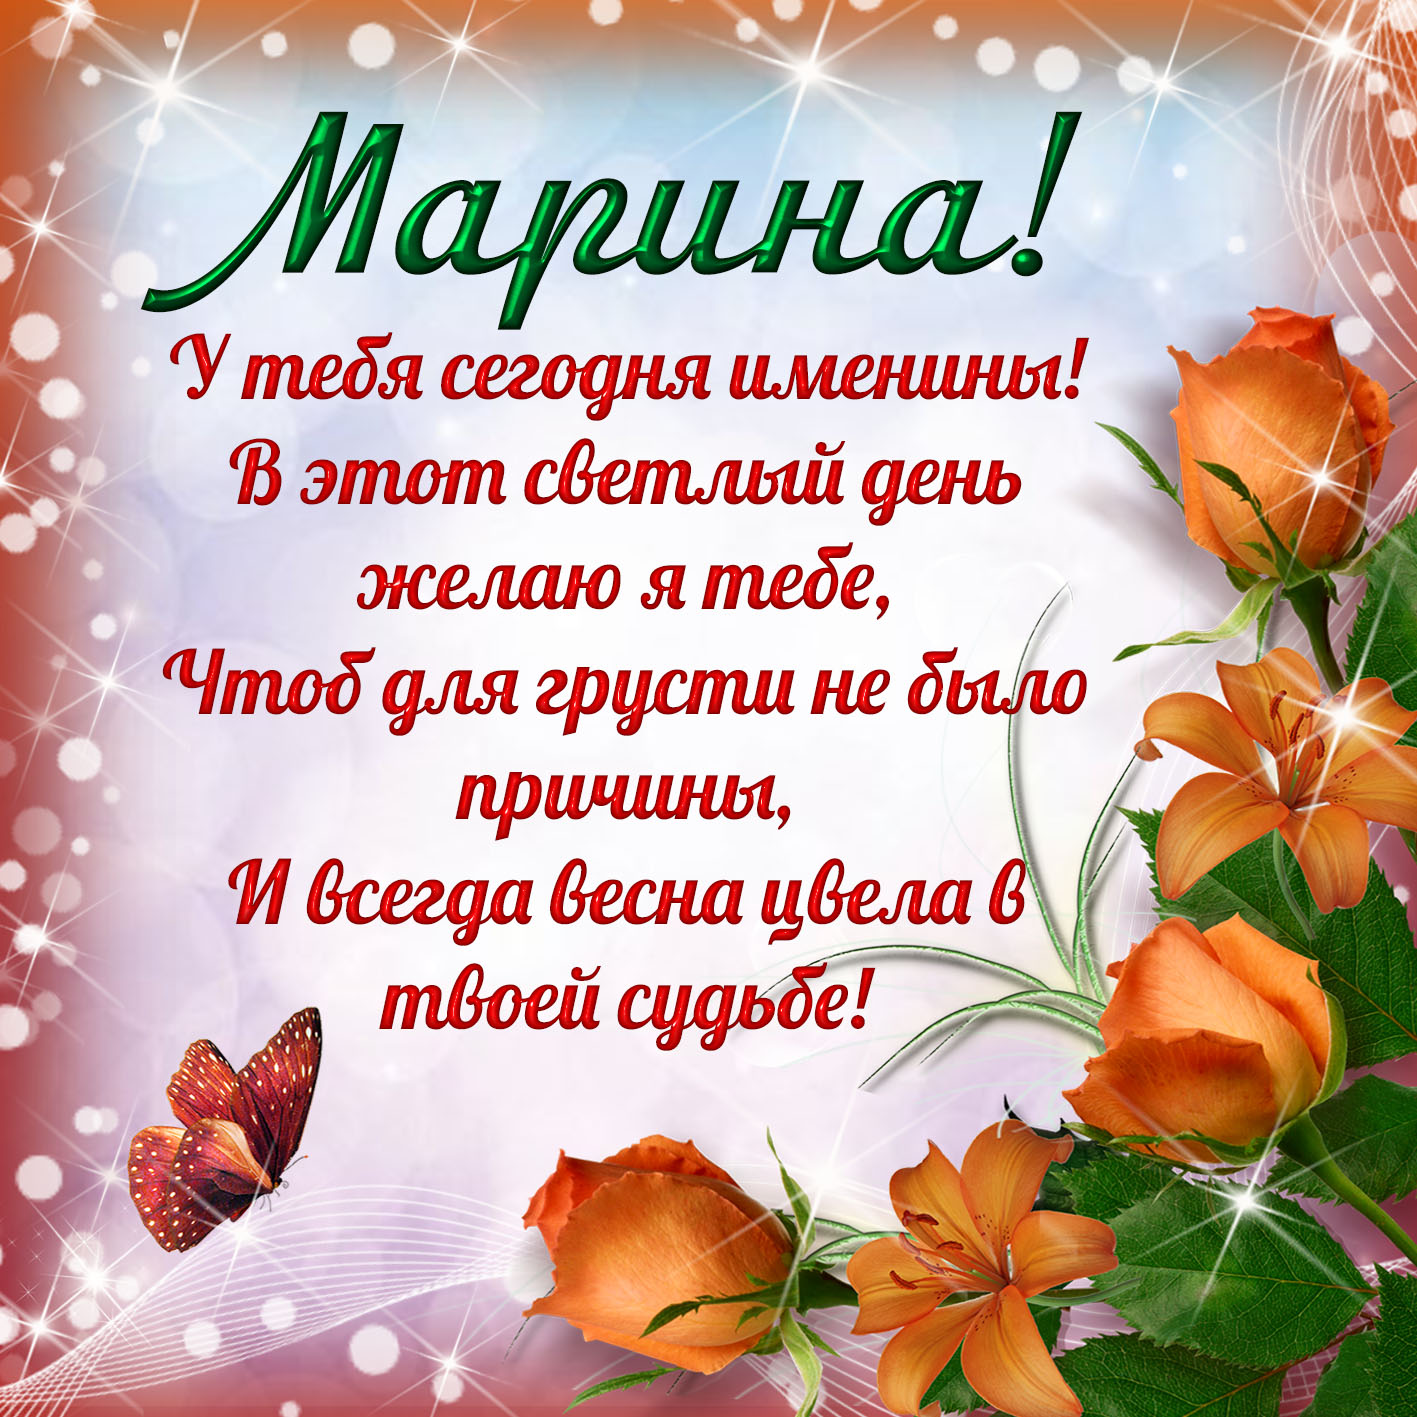 Марина!
У тебя сегодня именины!
В этот светлый день
желаю я тебе,
Чтоб для грусти не было
причины,
И всегда весна цвела в
твоей судьбе!